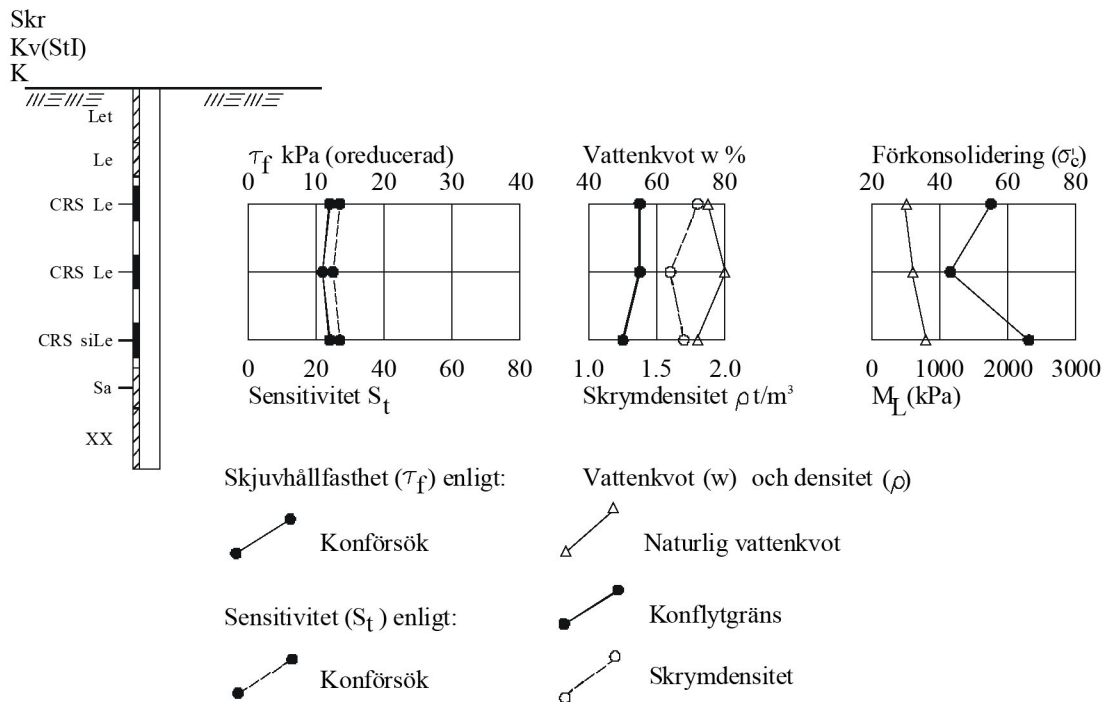 Skr
Kv(StI)
K
Let
Le
CRS Le
CRS Le
CRS siLe
Sa
XX
τf kPa (oreducerad)
0 10 20 30 40
0 20 40 60 80
Sensitivitet St
Vattenkvot w %
40 60 80
1.0 1.5 2.0
Skrymdensitet ρ t/m³
Förkonsolidering (σ'c)
20 40 60 80
0 1000 2000 3000
ML (kPa)
Skjuvhållfasthet (τf) enligt:
Konförsök
Sensitivitet (St) enligt:
Konförsök
Vattenkvot (w) och densitet (ρ)
Naturlig vattenkvot
Konflytgräns
Skrymdensitet